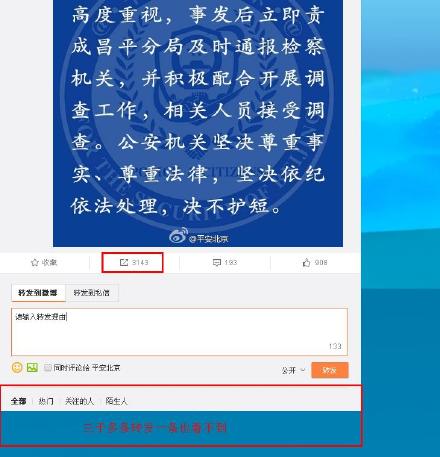 高度重视，事发后立即责
成昌平分局及时通报检察
机关，并积极配合开展调
查工作，相关人员接受调
查。公安机关坚决尊重事
实、尊重法律，坚决依纪
依法处理，决不护短。
@平安北京
收藏 3143 193 908
转发到微博 转发到私信
请输入转发理由
133
同时评论给 平安北京 公开 转发
全部 | 热门 | 关注的人 | 陌生人
三千多条转发一条也看不到